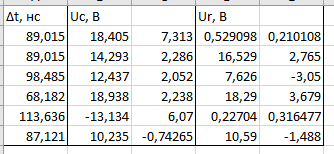 Δt, нс Uc, В Ur, В
89,015 18,405 7,313 0,529098 0,210108
89,015 14,293 2,286 16,529 2,765
98,485 12,437 2,052 7,626 -3,05
68,182 18,938 2,238 18,29 3,679
113,636 -13,134 6,07 0,22704 0,316477
87,121 10,235 -0,74265 10,59 -1,488